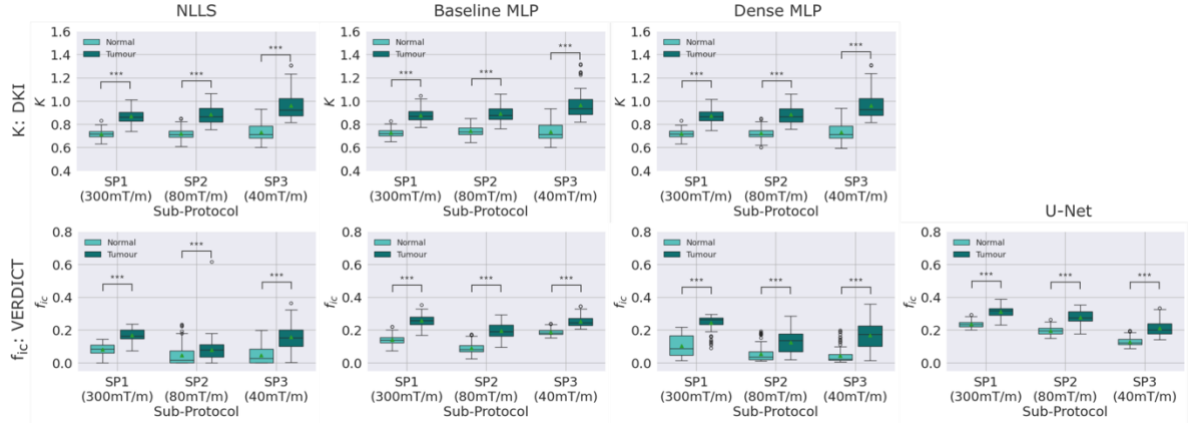 NLLS
Baseline MLP
Dense MLP
K: DKI
K
1.6
1.4
1.2
1.0
0.8
0.6
0.4
Normal
Tumour
***
***
***
SP1
(300mT/m)
SP2
(80mT/m)
SP3
(40mT/m)
Sub-Protocol
K
1.6
1.4
1.2
1.0
0.8
0.6
0.4
Normal
Tumour
***
***
***
SP1
(300mT/m)
SP2
(80mT/m)
SP3
(40mT/m)
Sub-Protocol
K
1.6
1.4
1.2
1.0
0.8
0.6
0.4
Normal
Tumour
***
***
***
SP1
(300mT/m)
SP2
(80mT/m)
SP3
(40mT/m)
Sub-Protocol
U-Net
fic: VERDICT
fic
0.8
0.6
0.4
0.2
0.0
Normal
Tumour
***
***
***
SP1
(300mT/m)
SP2
(80mT/m)
SP3
(40mT/m)
Sub-Protocol
fic
0.8
0.6
0.4
0.2
0.0
Normal
Tumour
***
***
***
SP1
(300mT/m)
SP2
(80mT/m)
SP3
(40mT/m)
Sub-Protocol
fic
0.8
0.6
0.4
0.2
0.0
Normal
Tumour
***
***
***
SP1
(300mT/m)
SP2
(80mT/m)
SP3
(40mT/m)
Sub-Protocol
fic
0.8
0.6
0.4
0.2
0.0
Normal
Tumour
***
***
***
SP1
(300mT/m)
SP2
(80mT/m)
SP3
(40mT/m)
Sub-Protocol